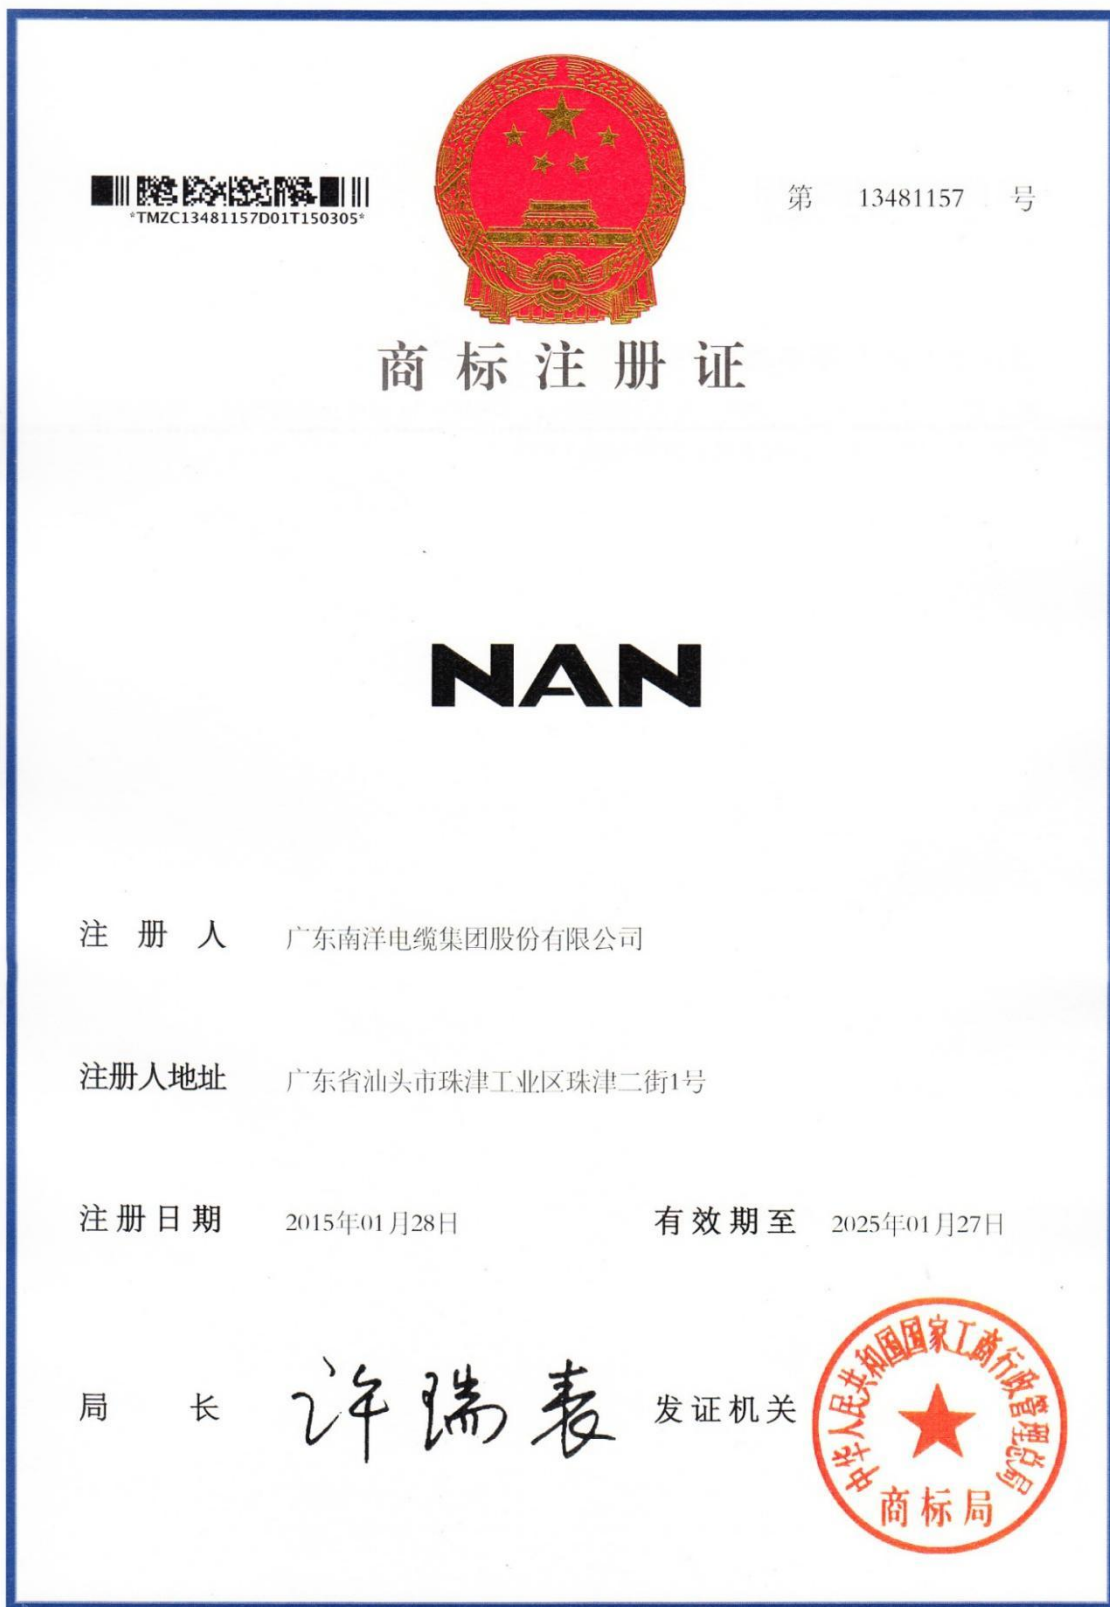 *TMZC13481157D01T150305*
第 13481157 号
商标注册证
NAN
注册人 广东南洋电缆集团股份有限公司
注册人地址 广东省汕头市珠津工业区珠津二街1号
注册日期 2015年01月28日 有效期至 2025年01月27日
局长 许瑞表 发证机关
中华人民共和国国家工商行政管理总局
商标局